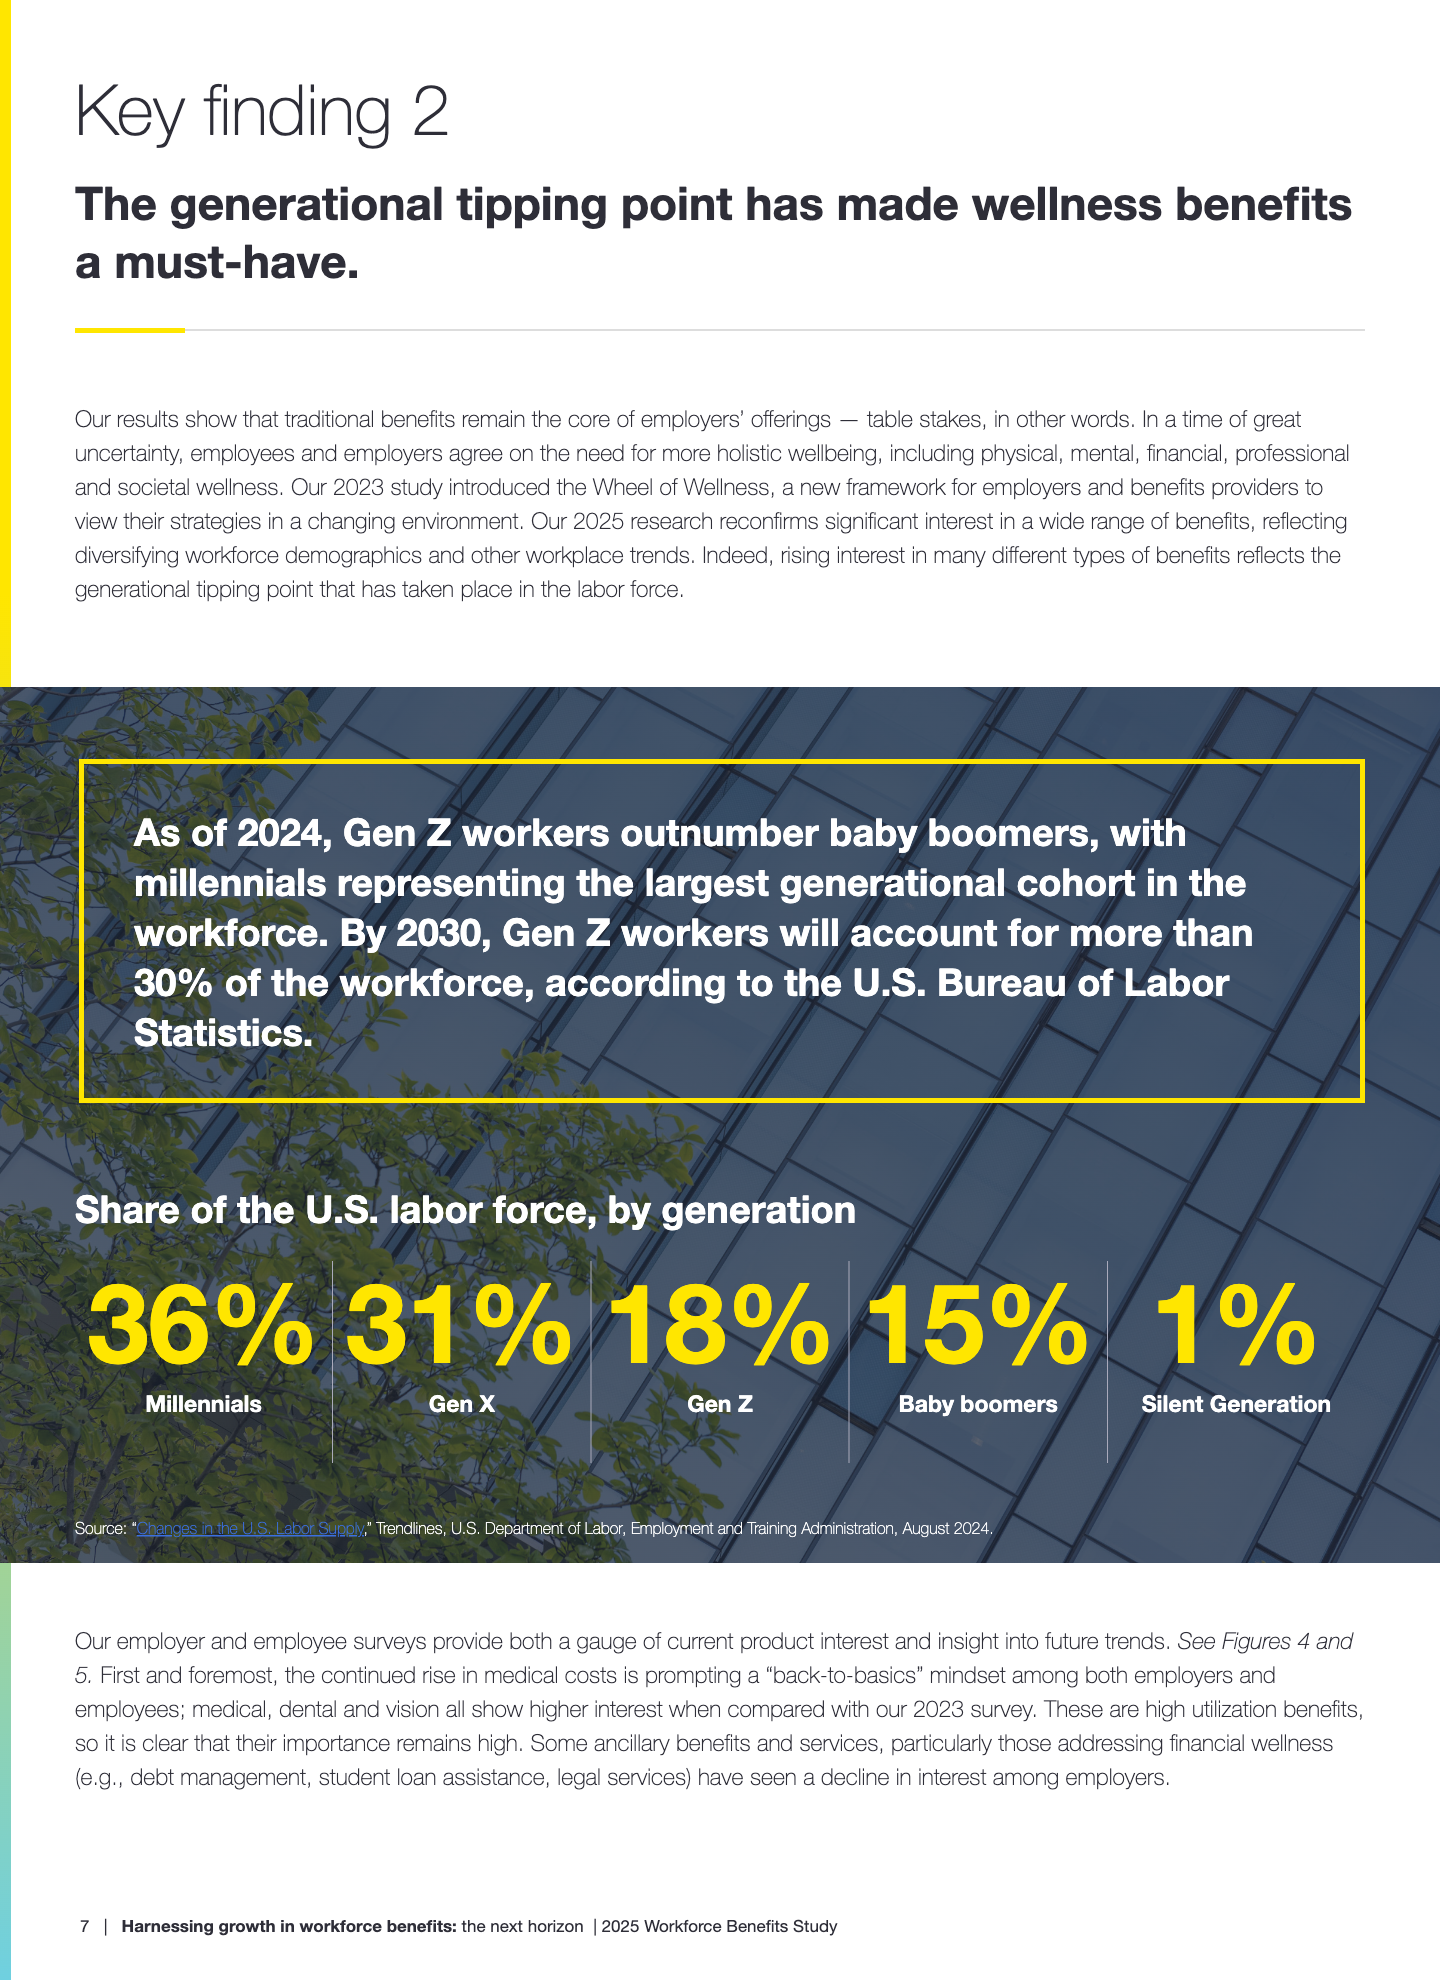 Key finding 2
The generational tipping point has made wellness benefits
a must-have.
Our results show that traditional benefits remain the core of employers’ offerings — table stakes, in other words. In a time of great
uncertainty, employees and employers agree on the need for more holistic wellbeing, including physical, mental, financial, professional
and societal wellness. Our 2023 study introduced the Wheel of Wellness, a new framework for employers and benefits providers to
view their strategies in a changing environment. Our 2025 research reconfirms significant interest in a wide range of benefits, reflecting
diversifying workforce demographics and other workplace trends. Indeed, rising interest in many different types of benefits reflects the
generational tipping point that has taken place in the labor force.
As of 2024, Gen Z workers outnumber baby boomers, with
millennials representing the largest generational cohort in the
workforce. By 2030, Gen Z workers will account for more than
30% of the workforce, according to the U.S. Bureau of Labor
Statistics.
Share of the U.S. labor force, by generation
36% 31% 18% 15% 1%
Millennials Gen X Gen Z Baby boomers Silent Generation
Source: “Changes in the U.S. Labor Supply,” Trendlines, U.S. Department of Labor, Employment and Training Administration, August 2024.
Our employer and employee surveys provide both a gauge of current product interest and insight into future trends. See Figures 4 and
5. First and foremost, the continued rise in medical costs is prompting a “back-to-basics” mindset among both employers and
employees; medical, dental and vision all show higher interest when compared with our 2023 survey. These are high utilization benefits,
so it is clear that their importance remains high. Some ancillary benefits and services, particularly those addressing financial wellness
(e.g., debt management, student loan assistance, legal services) have seen a decline in interest among employers.
7 | Harnessing growth in workforce benefits: the next horizon | 2025 Workforce Benefits Study